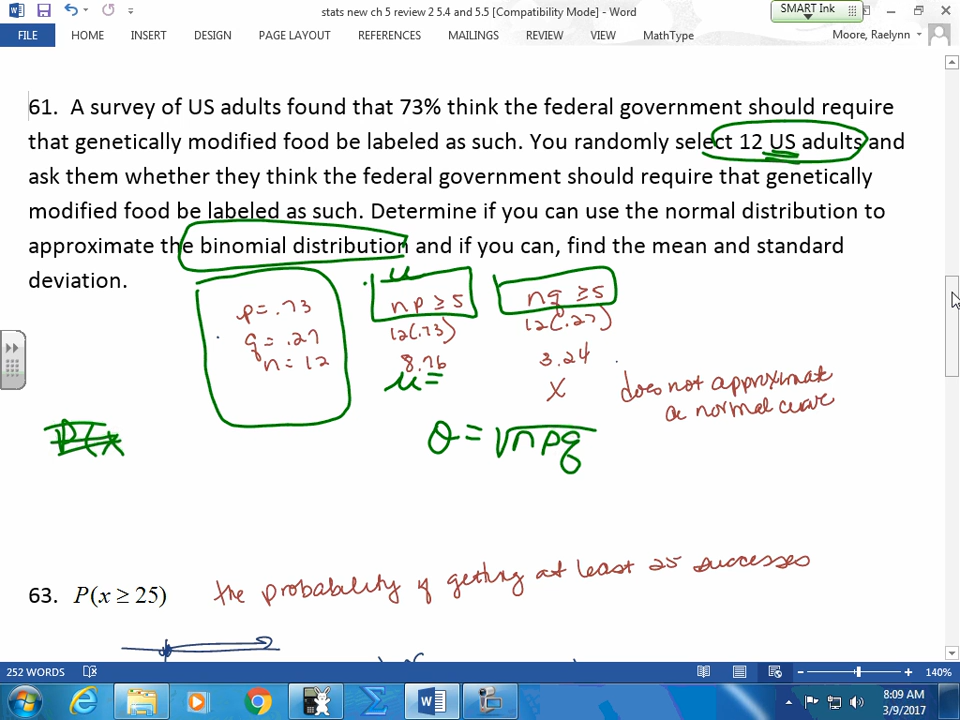 stats new ch 5 review 2 5.4 and 5.5 [Compatibility Mode] - Word
SMART Ink
FILE HOME INSERT DESIGN PAGE LAYOUT REFERENCES MAILINGS REVIEW VIEW MathType Moore, Raelynn
61. A survey of US adults found that 73% think the federal government should require
that genetically modified food be labeled as such. You randomly select 12 US adults and
ask them whether they think the federal government should require that genetically
modified food be labeled as such. Determine if you can use the normal distribution to
approximate the binomial distribution and if you can, find the mean and standard
deviation.
μ
p = .73 np ≥ 5 nq ≥ 5
q = .27 12(.73) 12(.27)
n = 12 8.76 3.24
μ = X does not approximate
a normal curve
P(x σ = √npq
63. P(x ≥ 25) the probability of getting at least 25 successes
252 WORDS 140%
8:09 AM
3/9/2017